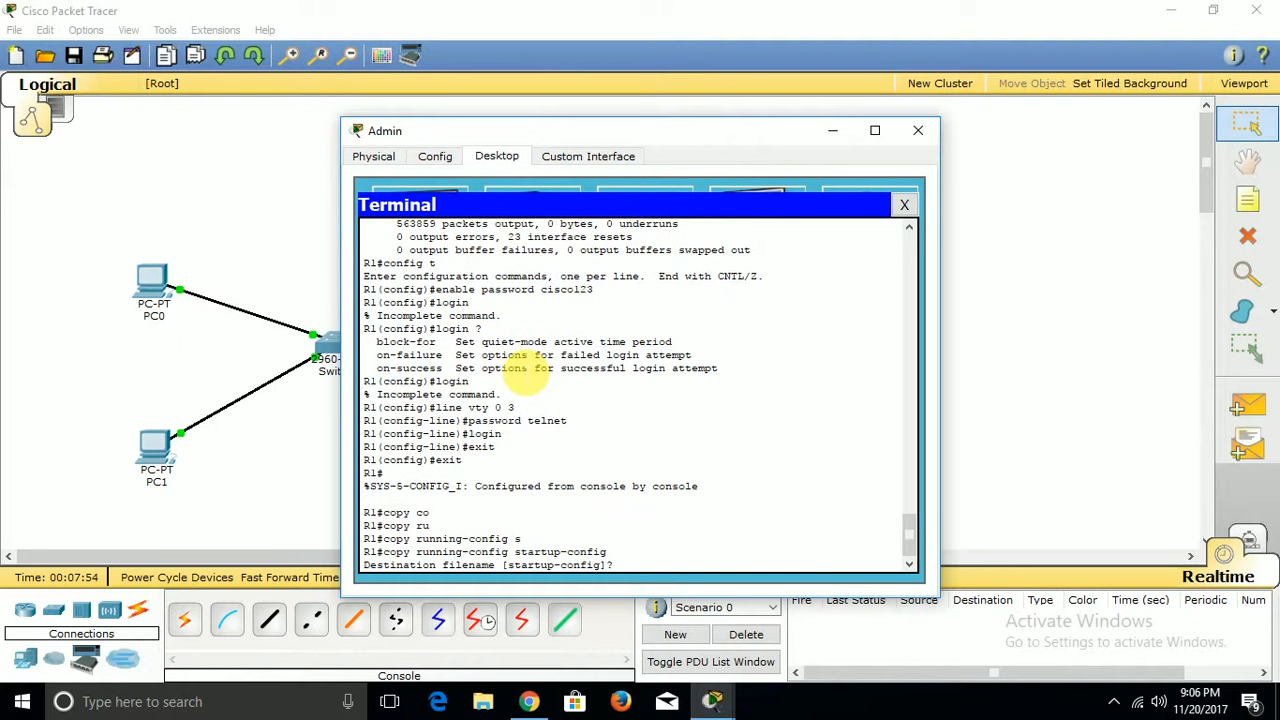 Cisco Packet Tracer
File Edit Options View Tools Extensions Help
Logical [Root] New Cluster Move Object Set Tiled Background Viewport
Admin
Physical Config Desktop Custom Interface
Terminal X
563859 packets output, 0 bytes, 0 underruns
0 output errors, 23 interface resets
0 output buffer failures, 0 output buffers swapped out
R1#config t
Enter configuration commands, one per line. End with CNTL/Z.
R1(config)#enable password cisco123
R1(config)#login
% Incomplete command.
R1(config)#login ?
block-for Set quiet-mode active time period
on-failure Set options for failed login attempt
on-success Set options for successful login attempt
R1(config)#login
% Incomplete command.
R1(config)#line vty 0 3
R1(config-line)#password telnet
R1(config-line)#login
R1(config-line)#exit
R1(config)#exit
R1#
%SYS-5-CONFIG_I: Configured from console by console
R1#copy co
R1#copy ru
R1#copy running-config s
R1#copy running-config startup-config
Destination filename [startup-config]?
PC-PT
PC0
2960-
Swit
PC-PT
PC1
Time: 00:07:54 Power Cycle Devices Fast Forward Time
Realtime
Connections
Console
Scenario 0
New Delete
Toggle PDU List Window
Fire Last Status Source Destination Type Color Time (sec) Periodic Num
Activate Windows
Go to Settings to activate Windows.
Type here to search
9:06 PM
11/20/2017
9